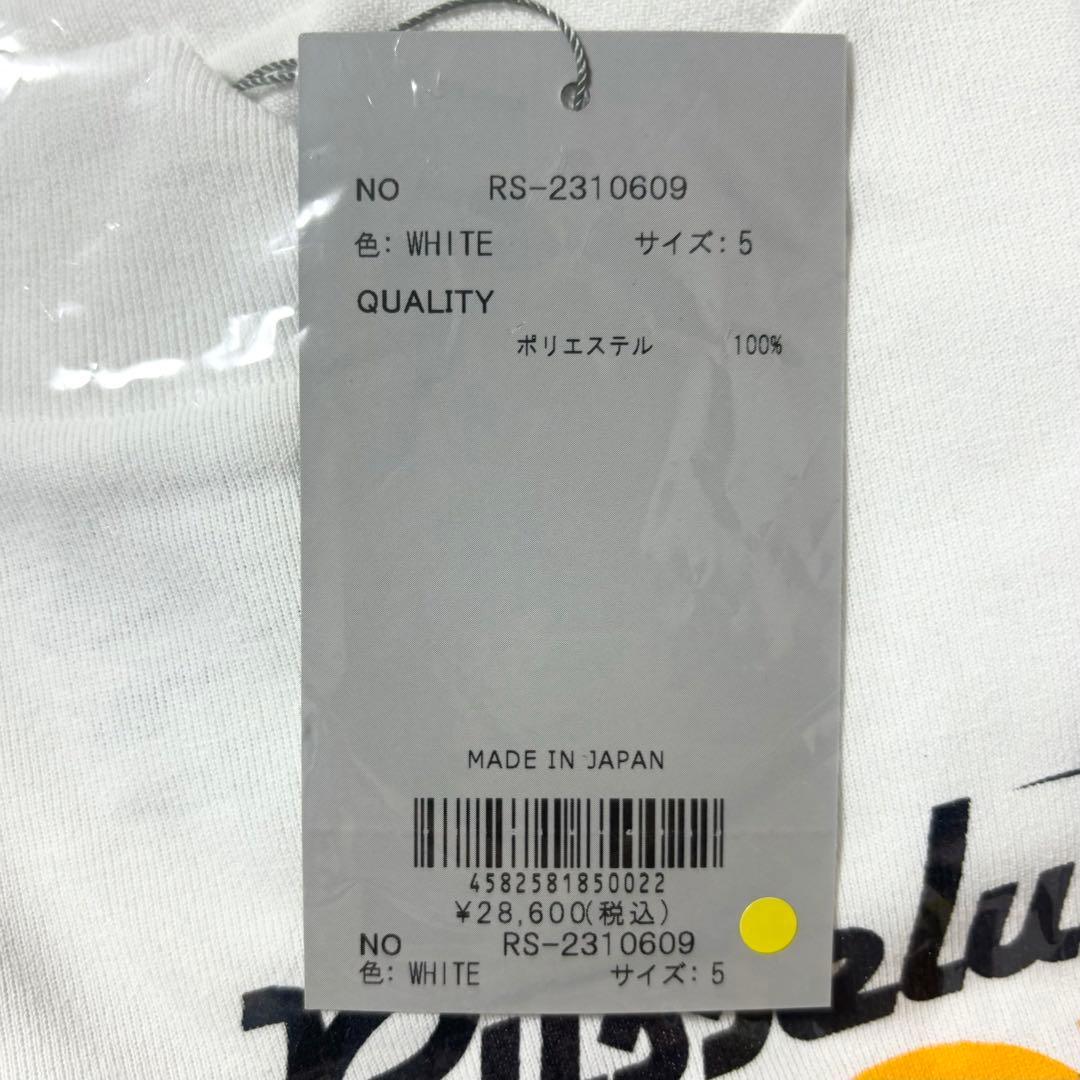 NO RS-2310609
色: WHITE サイズ: 5
QUALITY
ポリエステル 100%
MADE IN JAPAN
4582581850022
¥28,600(税込)
NO RS-2310609
色: WHITE サイズ: 5